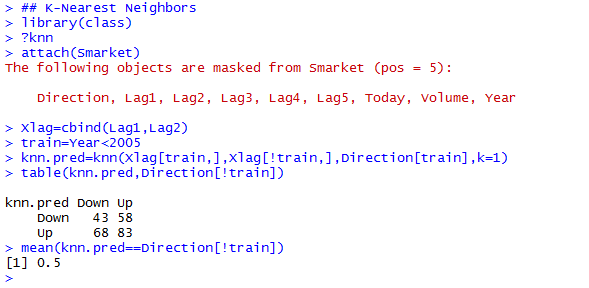 > ## K-Nearest Neighbors
> library(class)
> ?knn
> attach(Smarket)
The following objects are masked from Smarket (pos = 5):
    Direction, Lag1, Lag2, Lag3, Lag4, Lag5, Today, Volume, Year
> Xlag=cbind(Lag1,Lag2)
> train=Year<2005
> knn.pred=knn(Xlag[train,],Xlag[!train,],Direction[train],k=1)
> table(knn.pred,Direction[!train])
knn.pred Down Up
    Down   43 58
    Up     68 83
> mean(knn.pred==Direction[!train])
[1] 0.5
>